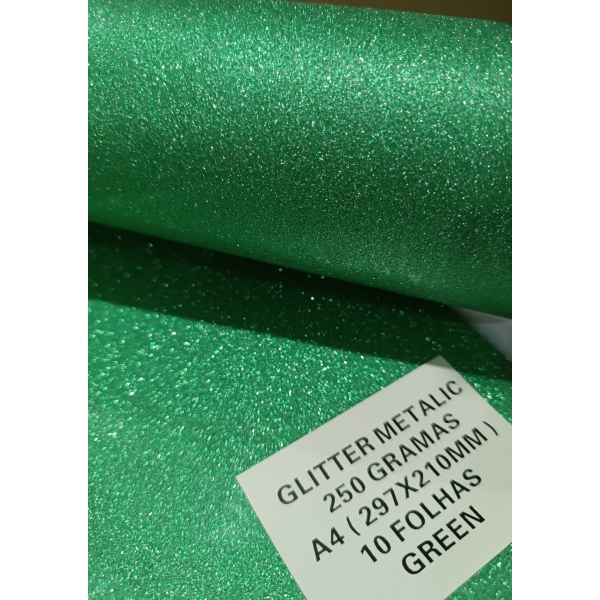 GLITTER METALIC
250 GRAMAS
A4 ( 297X210MM )
10 FOLHAS
GREEN